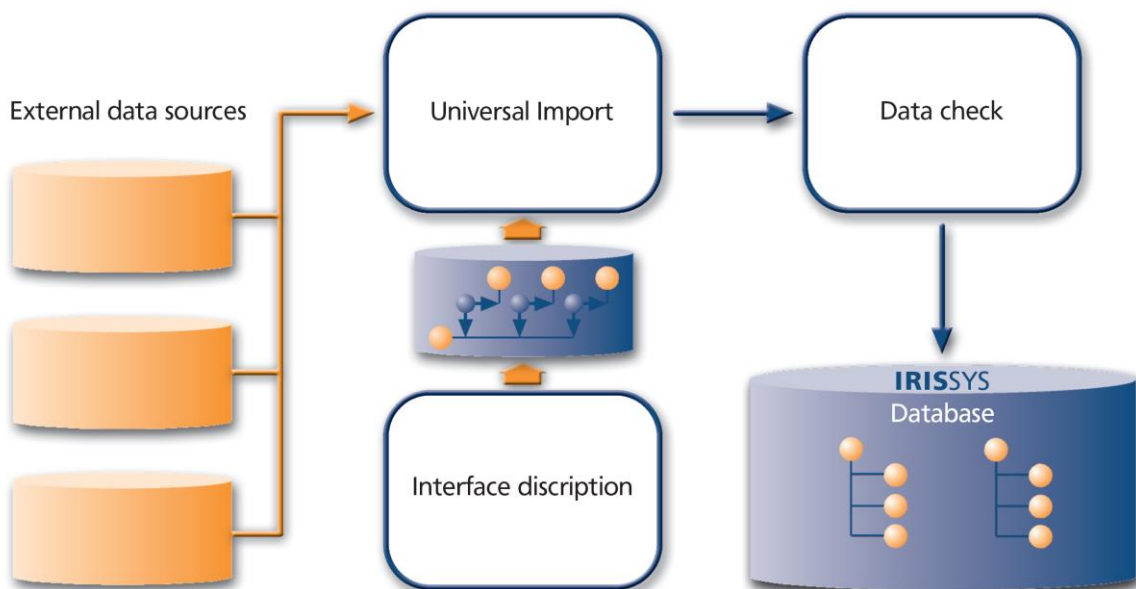 External data sources
Universal Import
Data check
IRISSYS
Database
Interface discription